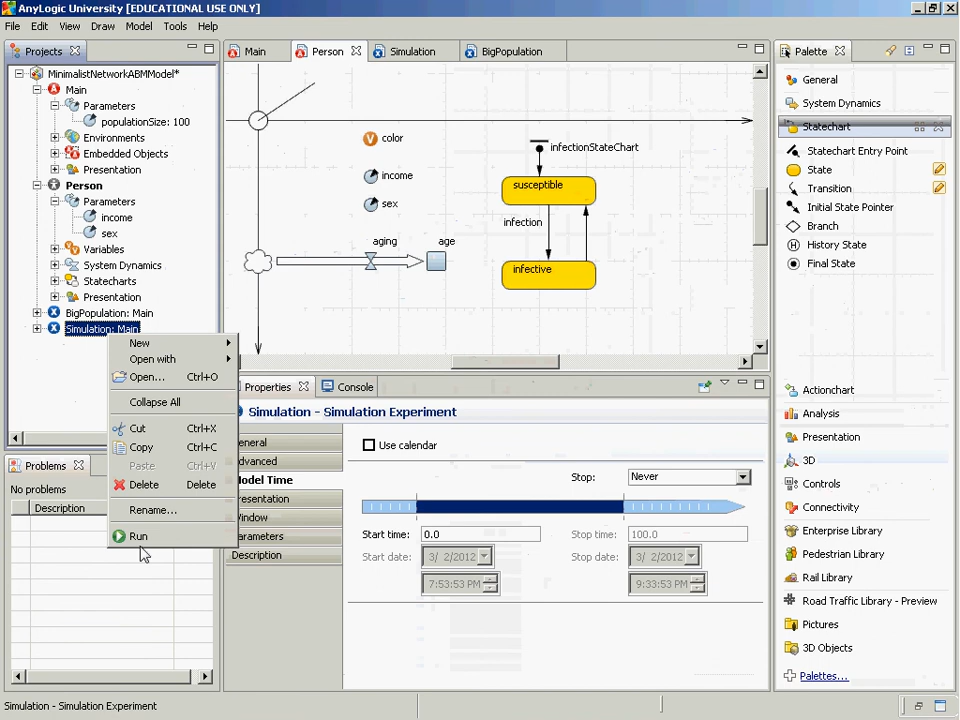 AnyLogic University [EDUCATIONAL USE ONLY]
File Edit View Draw Model Tools Help
Projects
MinimalistNetworkABMModel*
Main
Parameters
populationSize: 100
Environments
Embedded Objects
Presentation
Person
Parameters
income
sex
Variables
System Dynamics
Statecharts
Presentation
BigPopulation: Main
Simulation: Main
New
Open with
Open... Ctrl+O
Collapse All
Cut Ctrl+X
Copy Ctrl+C
Paste Ctrl+V
Delete Delete
Rename...
Run
Problems
No problems
Description
Main Person Simulation BigPopulation
color
income
sex
aging age
infectionStateChart
susceptible
infection
infective
Properties Console
Simulation - Simulation Experiment
eneral
dvanced
Model Time
resentation
indow
arameters
Description
Use calendar
Stop: Never
Start time: 0.0 Stop time: 100.0
Start date: 3/ 2/2012 Stop date: 3/ 2/2012
7:53:53 PM 9:33:53 PM
Palette
General
System Dynamics
Statechart
Statechart Entry Point
State
Transition
Initial State Pointer
Branch
History State
Final State
Actionchart
Analysis
Presentation
3D
Controls
Connectivity
Enterprise Library
Pedestrian Library
Rail Library
Road Traffic Library - Preview
Pictures
3D Objects
Palettes...
Simulation - Simulation Experiment